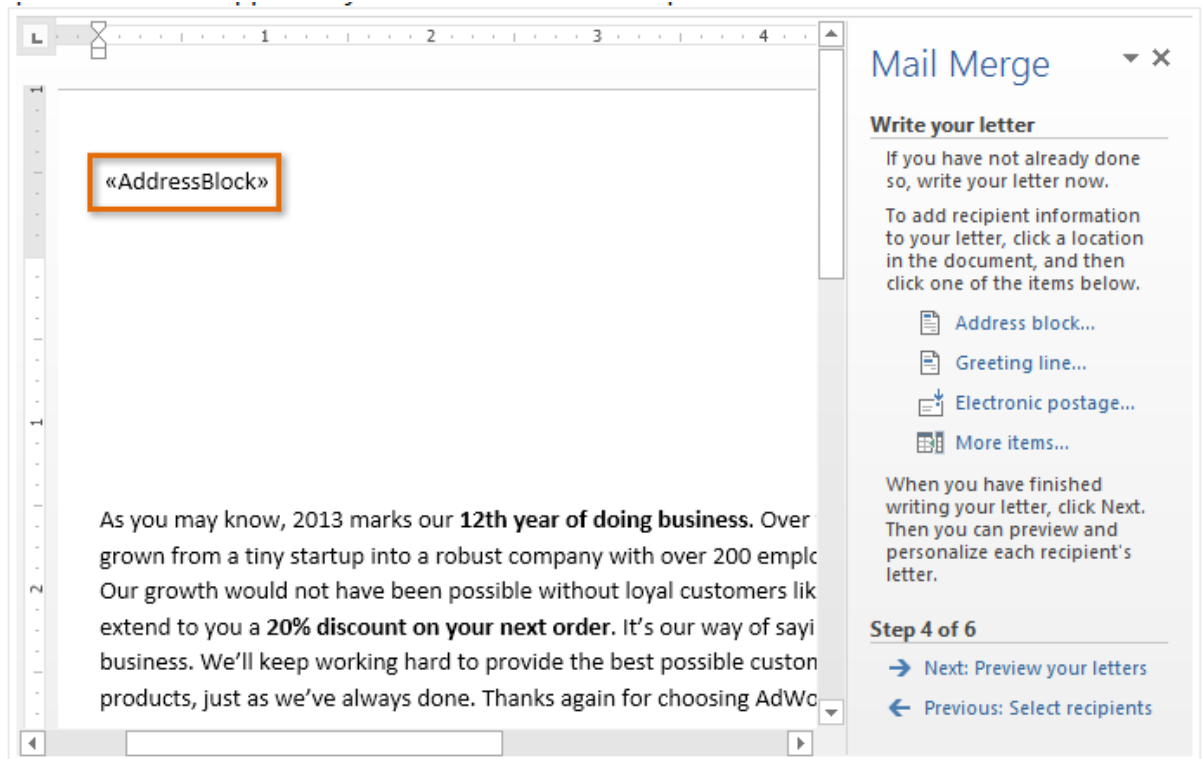 1 2 3 4
Mail Merge
Write your letter
If you have not already done
so, write your letter now.
To add recipient information
to your letter, click a location
in the document, and then
click one of the items below.
Address block...
Greeting line...
Electronic postage...
More items...
When you have finished
writing your letter, click Next.
Then you can preview and
personalize each recipient's
letter.
Step 4 of 6
Next: Preview your letters
Previous: Select recipients
1
«AddressBlock»
1
As you may know, 2013 marks our 12th year of doing business. Over
grown from a tiny startup into a robust company with over 200 emplo
2
Our growth would not have been possible without loyal customers lik
extend to you a 20% discount on your next order. It's our way of sayi
business. We'll keep working hard to provide the best possible custon
products, just as we've always done. Thanks again for choosing AdWo